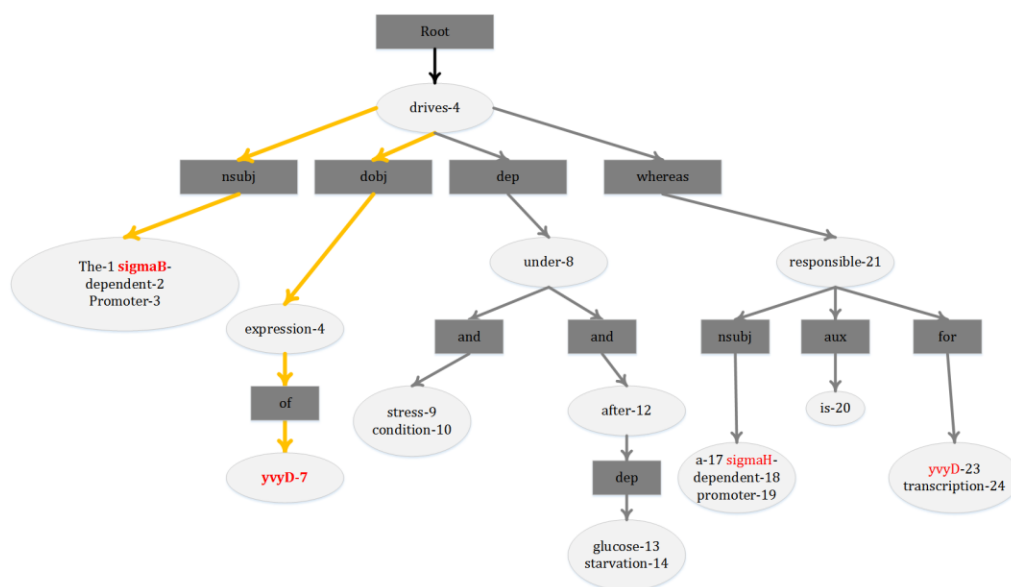 Root
drives-4
nsubj
dobj
dep
whereas
The-1 sigmaB-
dependent-2
Promoter-3
under-8
responsible-21
expression-4
and
and
nsubj
aux
for
of
stress-9
condition-10
after-12
is-20
yvyD-7
dep
a-17 sigmaH-
dependent-18
promoter-19
yvyD-23
transcription-24
glucose-13
starvation-14